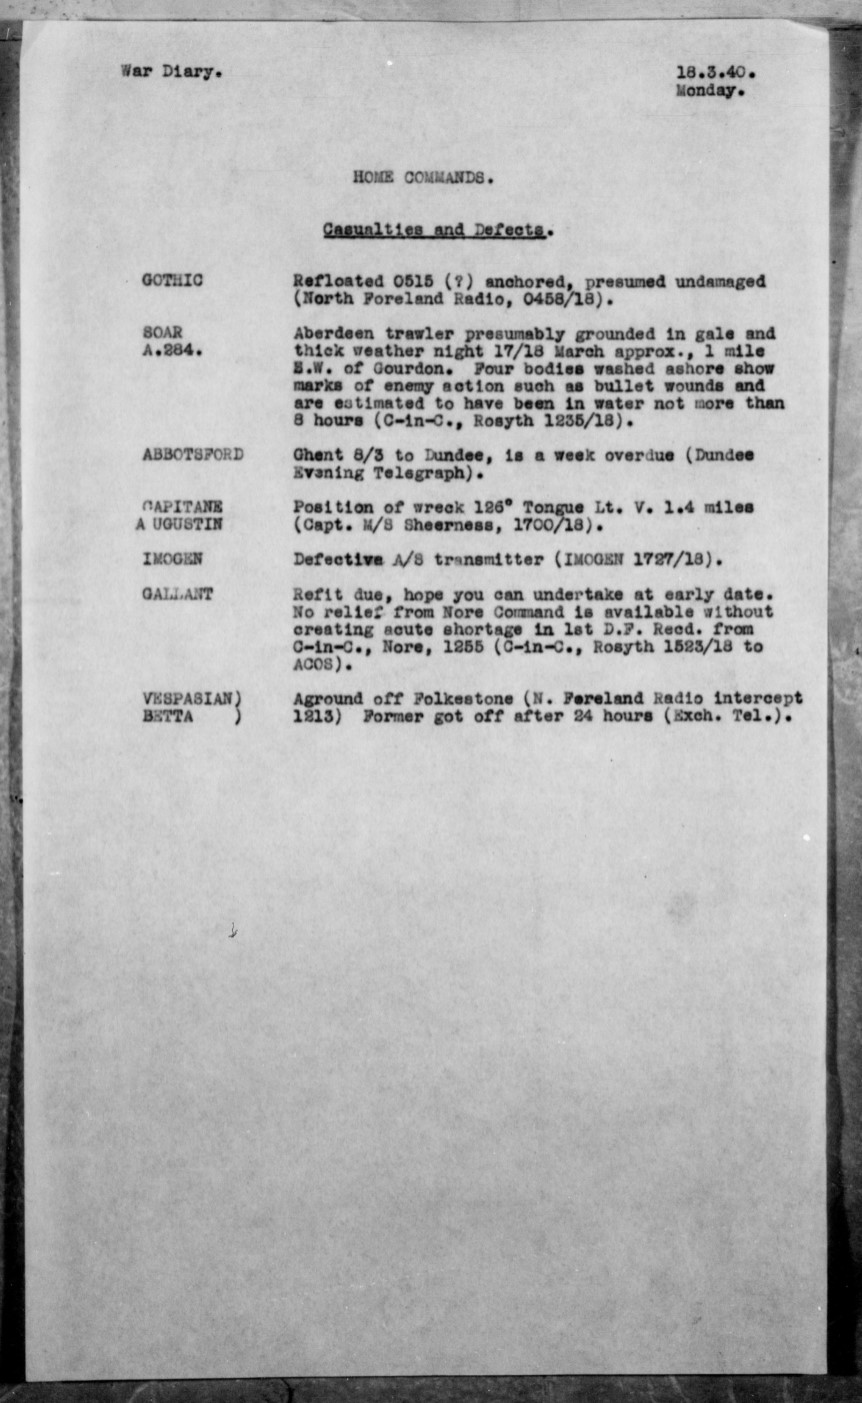 War Diary. 18.3.40.
Monday.
HOME COMMANDS.
Casualties and Defects.
GOTHIC Refloated 0515 (?) anchored, presumed undamaged
(North Foreland Radio, 0458/18).
SOAR Aberdeen trawler presumably grounded in gale and
A.284. thick weather night 17/18 March approx., 1 mile
S.W. of Gourdon. Four bodies washed ashore show
marks of enemy action such as bullet wounds and
are estimated to have been in water not more than
8 hours (C-in-C., Rosyth 1235/18).
ABBOTSFORD Ghent 8/3 to Dundee, is a week overdue (Dundee
Evening Telegraph).
CAPITANE Position of wreck 126° Tongue Lt. V. 1.4 miles
A UGUSTIN (Capt. M/S Sheerness, 1700/18).
IMOGEN Defective A/S transmitter (IMOGEN 1727/18).
GALLANT Refit due, hope you can undertake at early date.
No relief from Nore Command is available without
creating acute shortage in 1st D.F. Recd. from
C-in-C., Nore, 1255 (C-in-C., Rosyth 1523/18 to
ACOS).
VESPASIAN) Aground off Folkestone (N. Foreland Radio intercept
BETTA ) 1213) Former got off after 24 hours (Exch. Tel.).